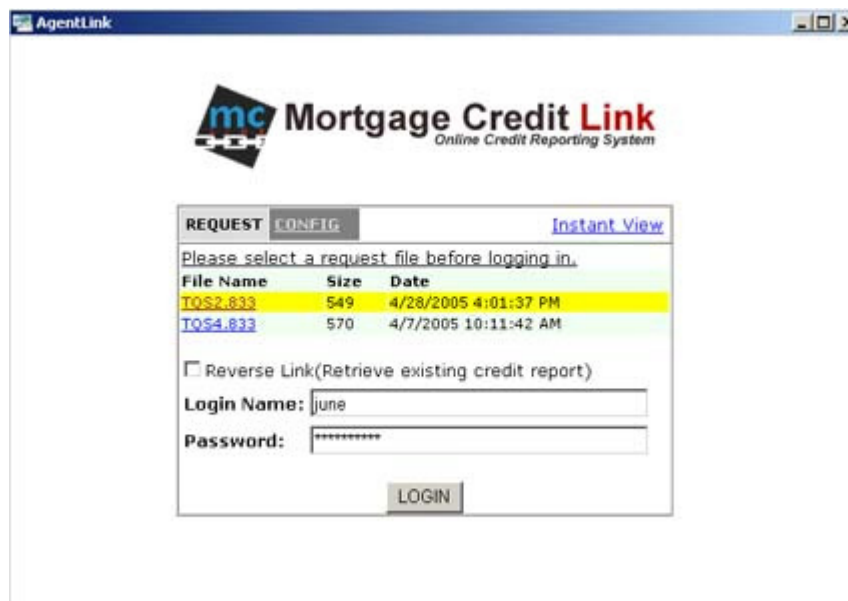 AgentLink
mc Mortgage Credit Link
Online Credit Reporting System
REQUEST CONFIG Instant View
Please select a request file before logging in.
File Name Size Date
TQS2.833 549 4/28/2005 4:01:37 PM
TQS4.833 570 4/7/2005 10:11:42 AM
Reverse Link(Retrieve existing credit report)
Login Name: june
Password: **********
LOGIN